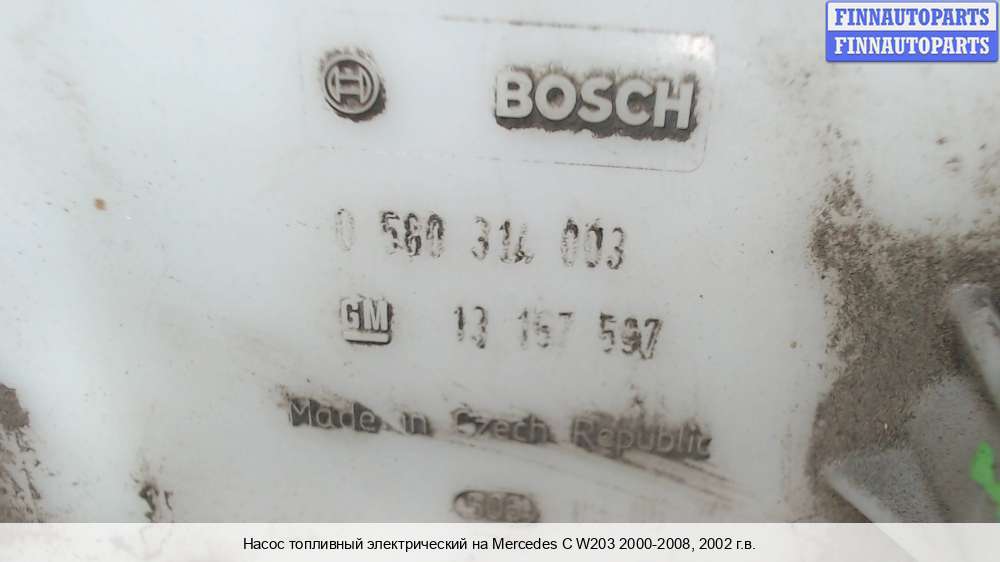 FINNAUTOPARTS
FINNAUTOPARTS
BOSCH
0 580 314 003
GM 13 157 597
Made in Czech Republic
Насос топливный электрический на Mercedes C W203 2000-2008, 2002 г.в.